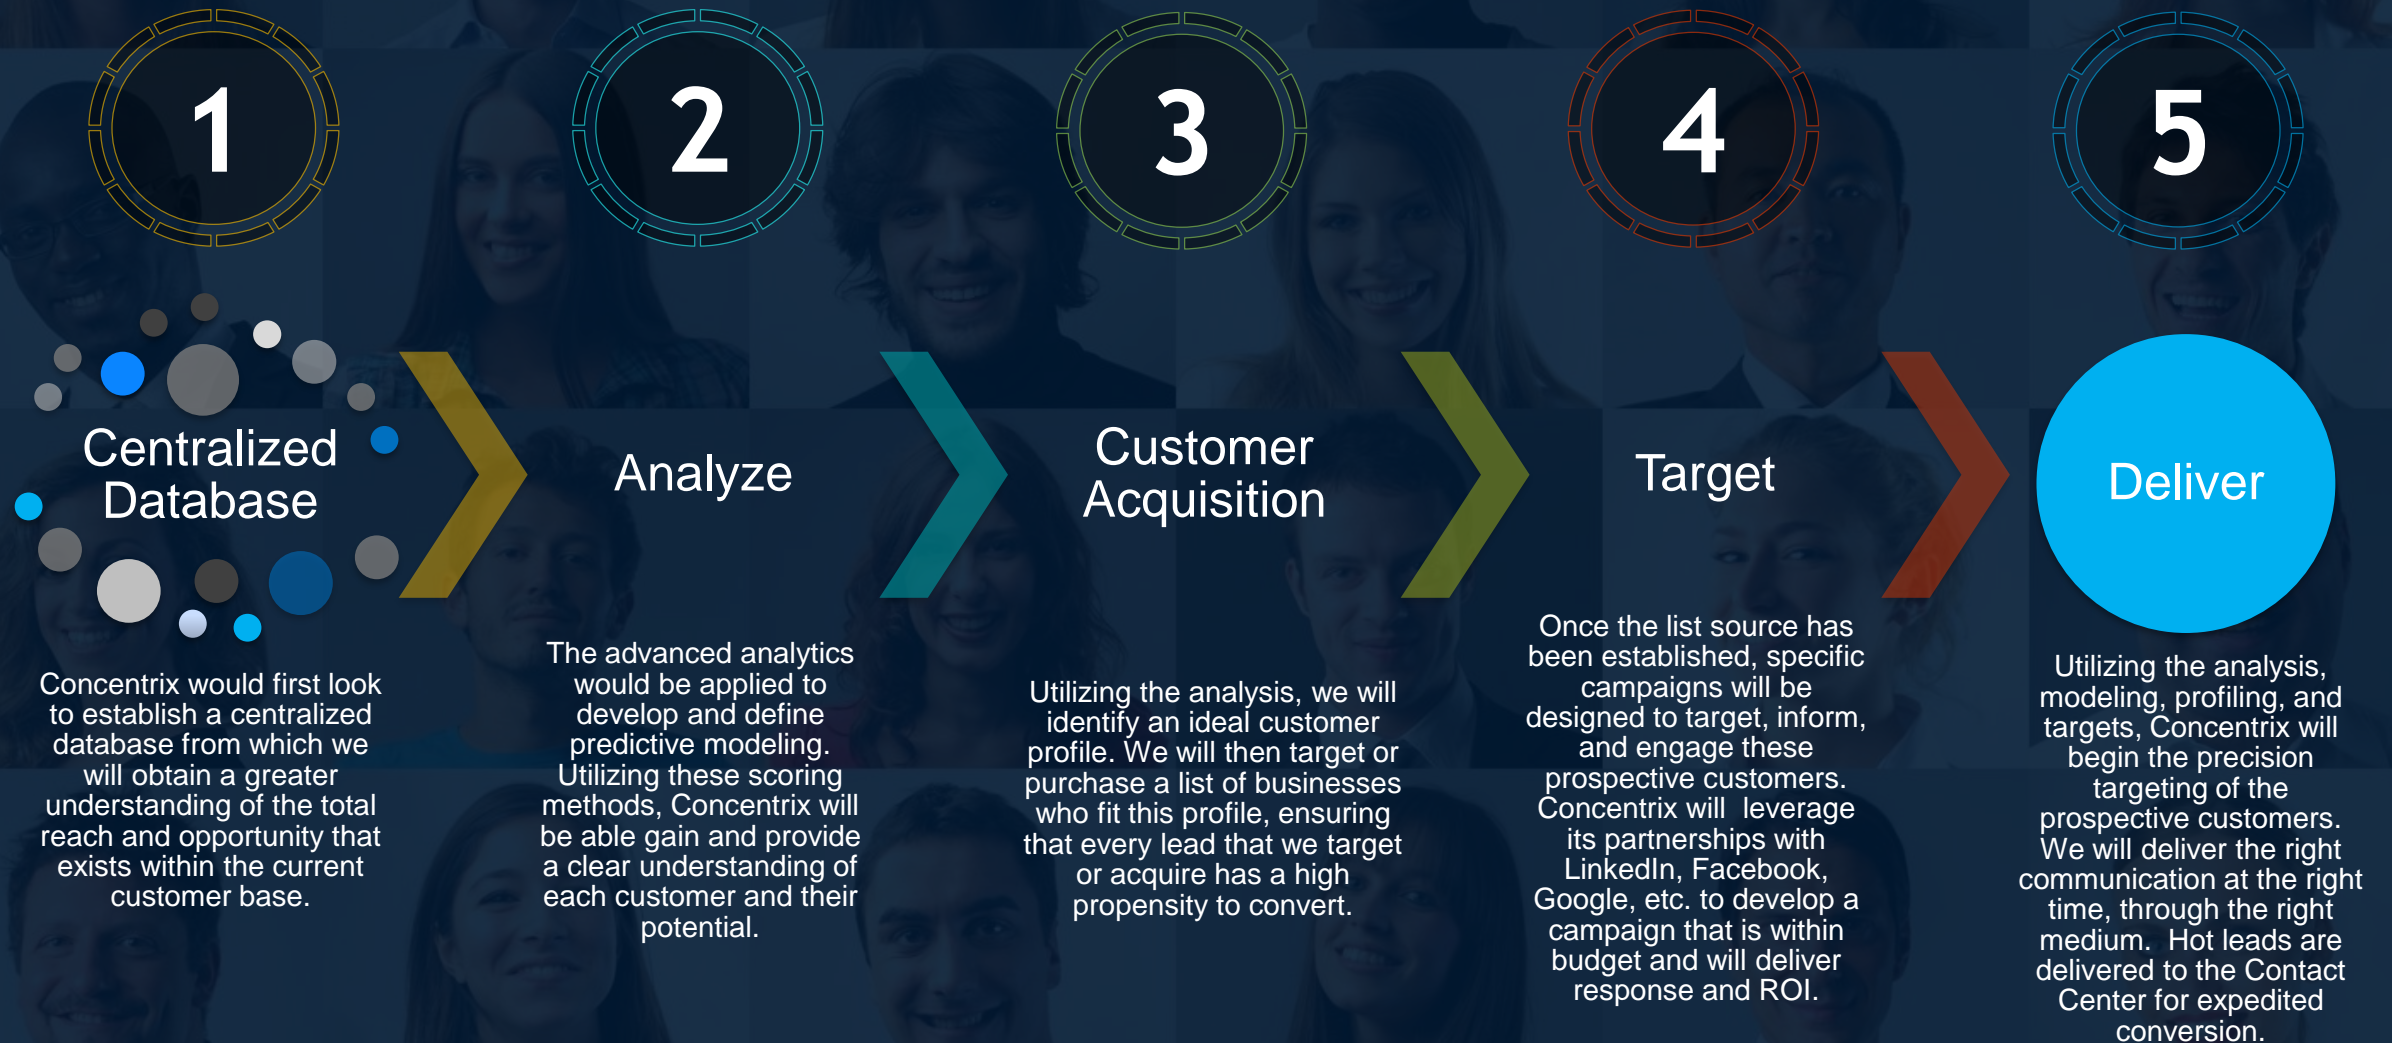 1
2
3
4
5
Centralized
Database
Analyze
Customer
Acquisition
Target
Deliver
Concentrix would first look
to establish a centralized
database from which we
will obtain a greater
understanding of the total
reach and opportunity that
exists within the current
customer base.
The advanced analytics
would be applied to
develop and define
predictive modeling.
Utilizing these scoring
methods, Concentrix will
be able gain and provide
a clear understanding of
each customer and their
potential.
Utilizing the analysis, we will
identify an ideal customer
profile. We will then target or
purchase a list of businesses
who fit this profile, ensuring
that every lead that we target
or acquire has a high
propensity to convert.
Once the list source has
been established, specific
campaigns will be
designed to target, inform,
and engage these
prospective customers.
Concentrix will  leverage
its partnerships with
LinkedIn, Facebook,
Google, etc. to develop a
campaign that is within
budget and will deliver
response and ROI.
Utilizing the analysis,
modeling, profiling, and
targets, Concentrix will
begin the precision
targeting of the
prospective customers.
We will deliver the right
communication at the right
time, through the right
medium.  Hot leads are
delivered to the Contact
Center for expedited
conversion.